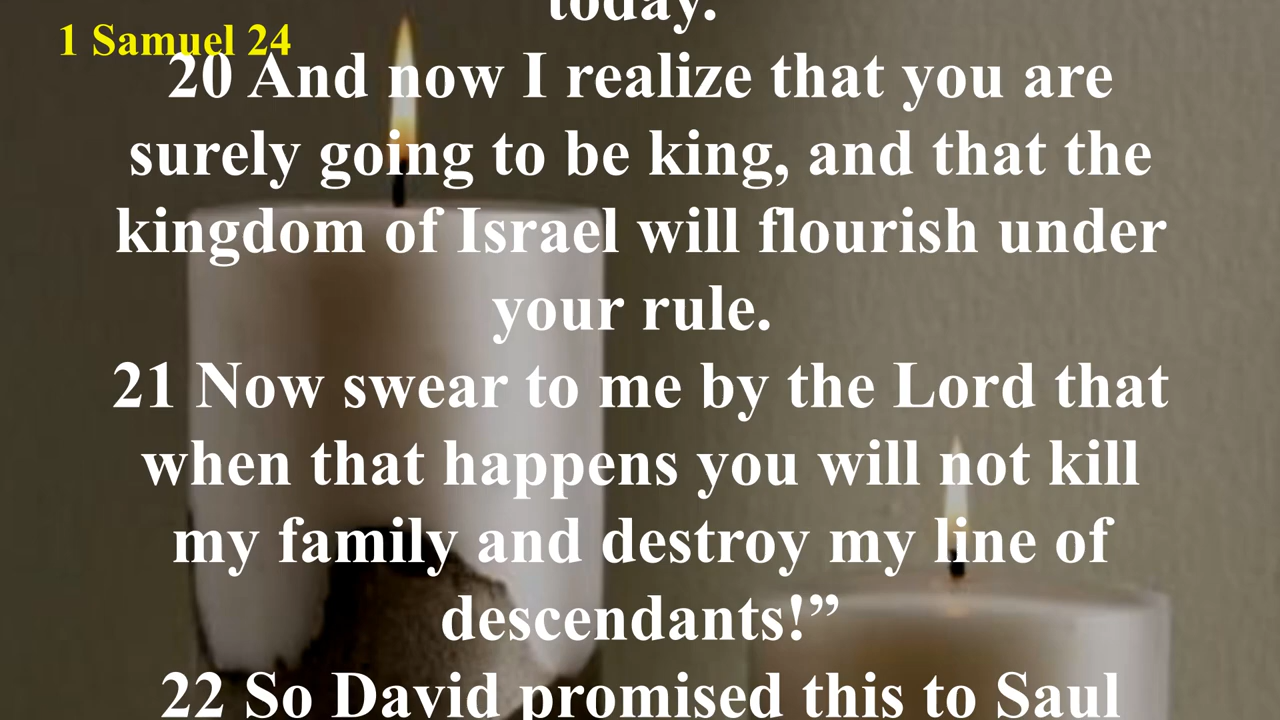 today.
1 Samuel 24
20 And now I realize that you are
surely going to be king, and that the
kingdom of Israel will flourish under
your rule.
21 Now swear to me by the Lord that
when that happens you will not kill
my family and destroy my line of
descendants!”
22 So David promised this to Saul